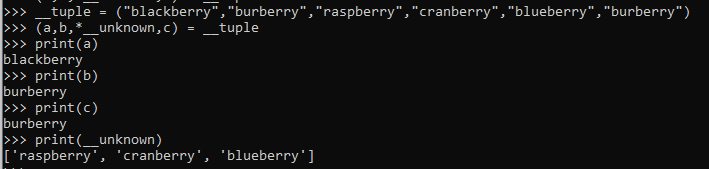 >>> __tuple = ("blackberry","burberry","raspberry","cranberry","blueberry","burberry")
>>> (a,b,*__unknown,c) = __tuple
>>> print(a)
blackberry
>>> print(b)
burberry
>>> print(c)
burberry
>>> print(__unknown)
['raspberry', 'cranberry', 'blueberry']